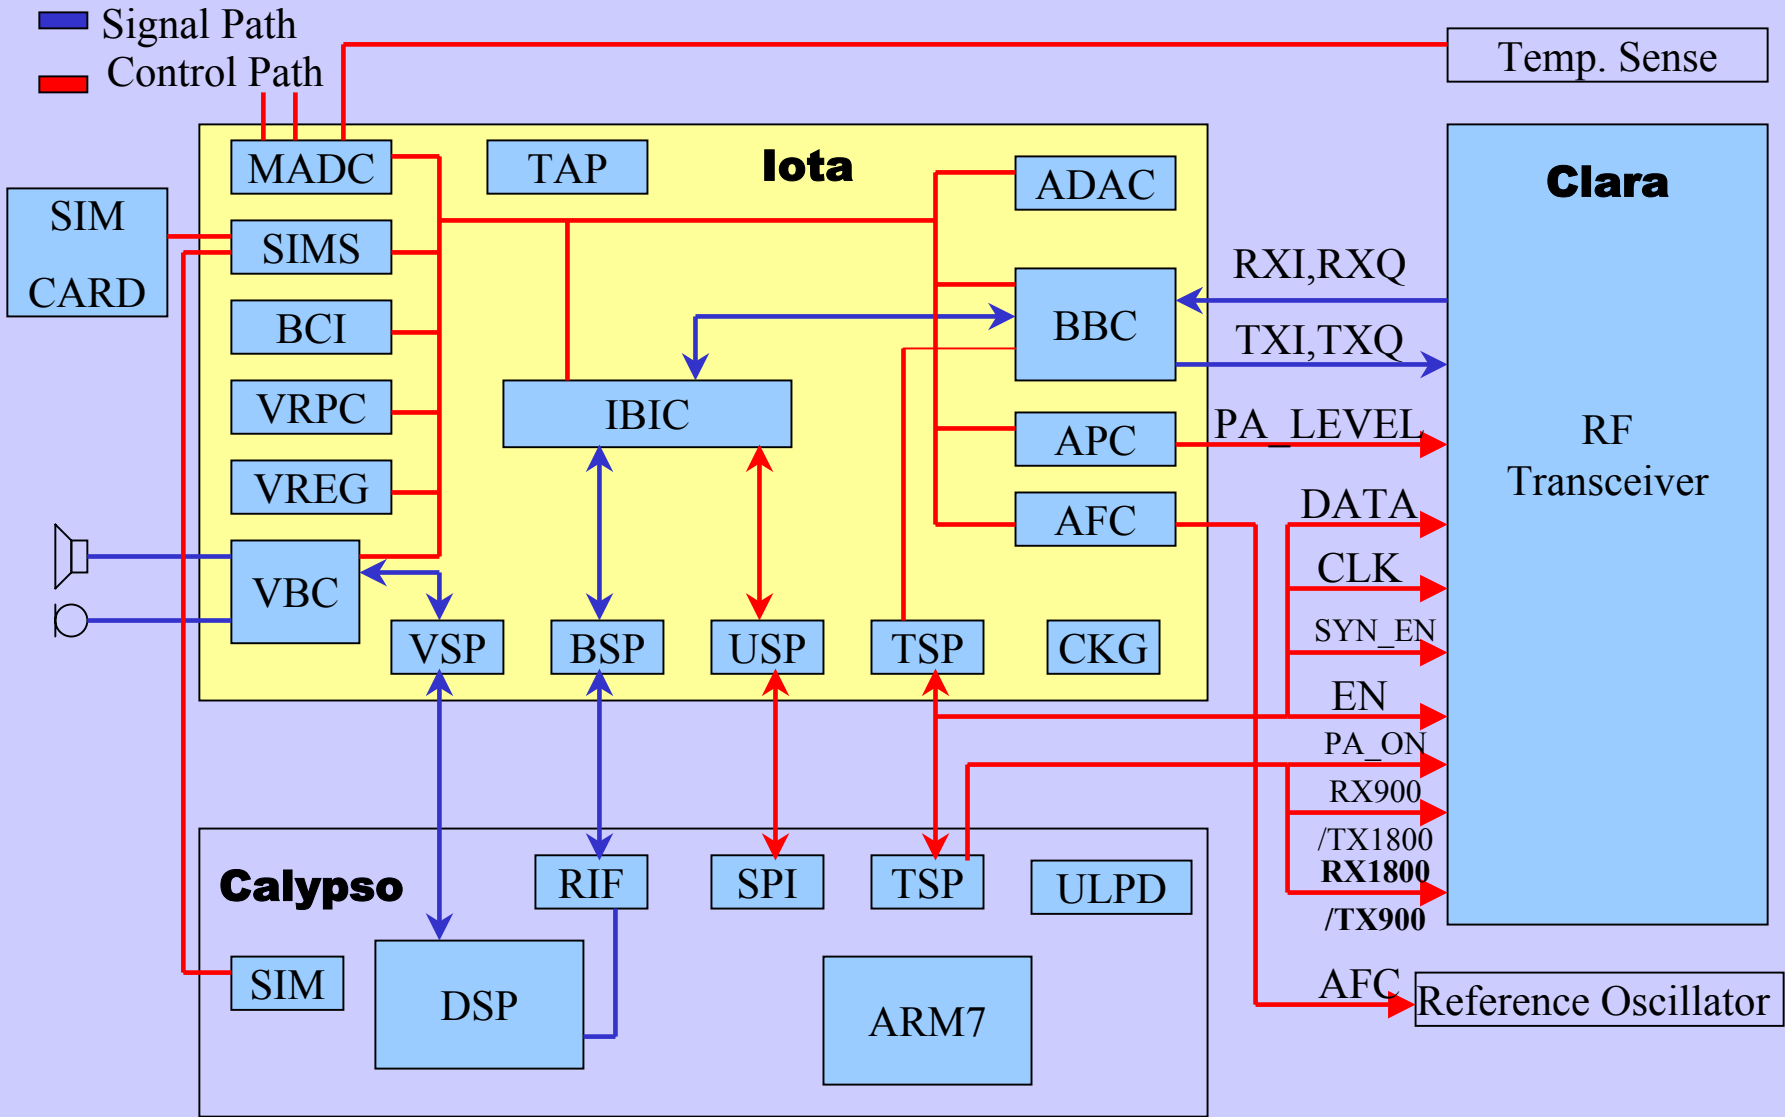 Signal Path
Control Path
Temp. Sense
MADC
TAP
Iota
ADAC
Clara
SIM
CARD
SIMS
RXI,RXQ
BCI
BBC
TXI,TXQ
VRPC
IBIC
APC
PA_LEVEL
RF
Transceiver
VREG
AFC
DATA
CLK
VBC
VSP
BSP
USP
TSP
CKG
SYN_EN
EN
PA_ON
RX900
/TX1800
RX1800
/TX900
Calypso
RIF
SPI
TSP
ULPD
SIM
DSP
ARM7
AFC
Reference Oscillator